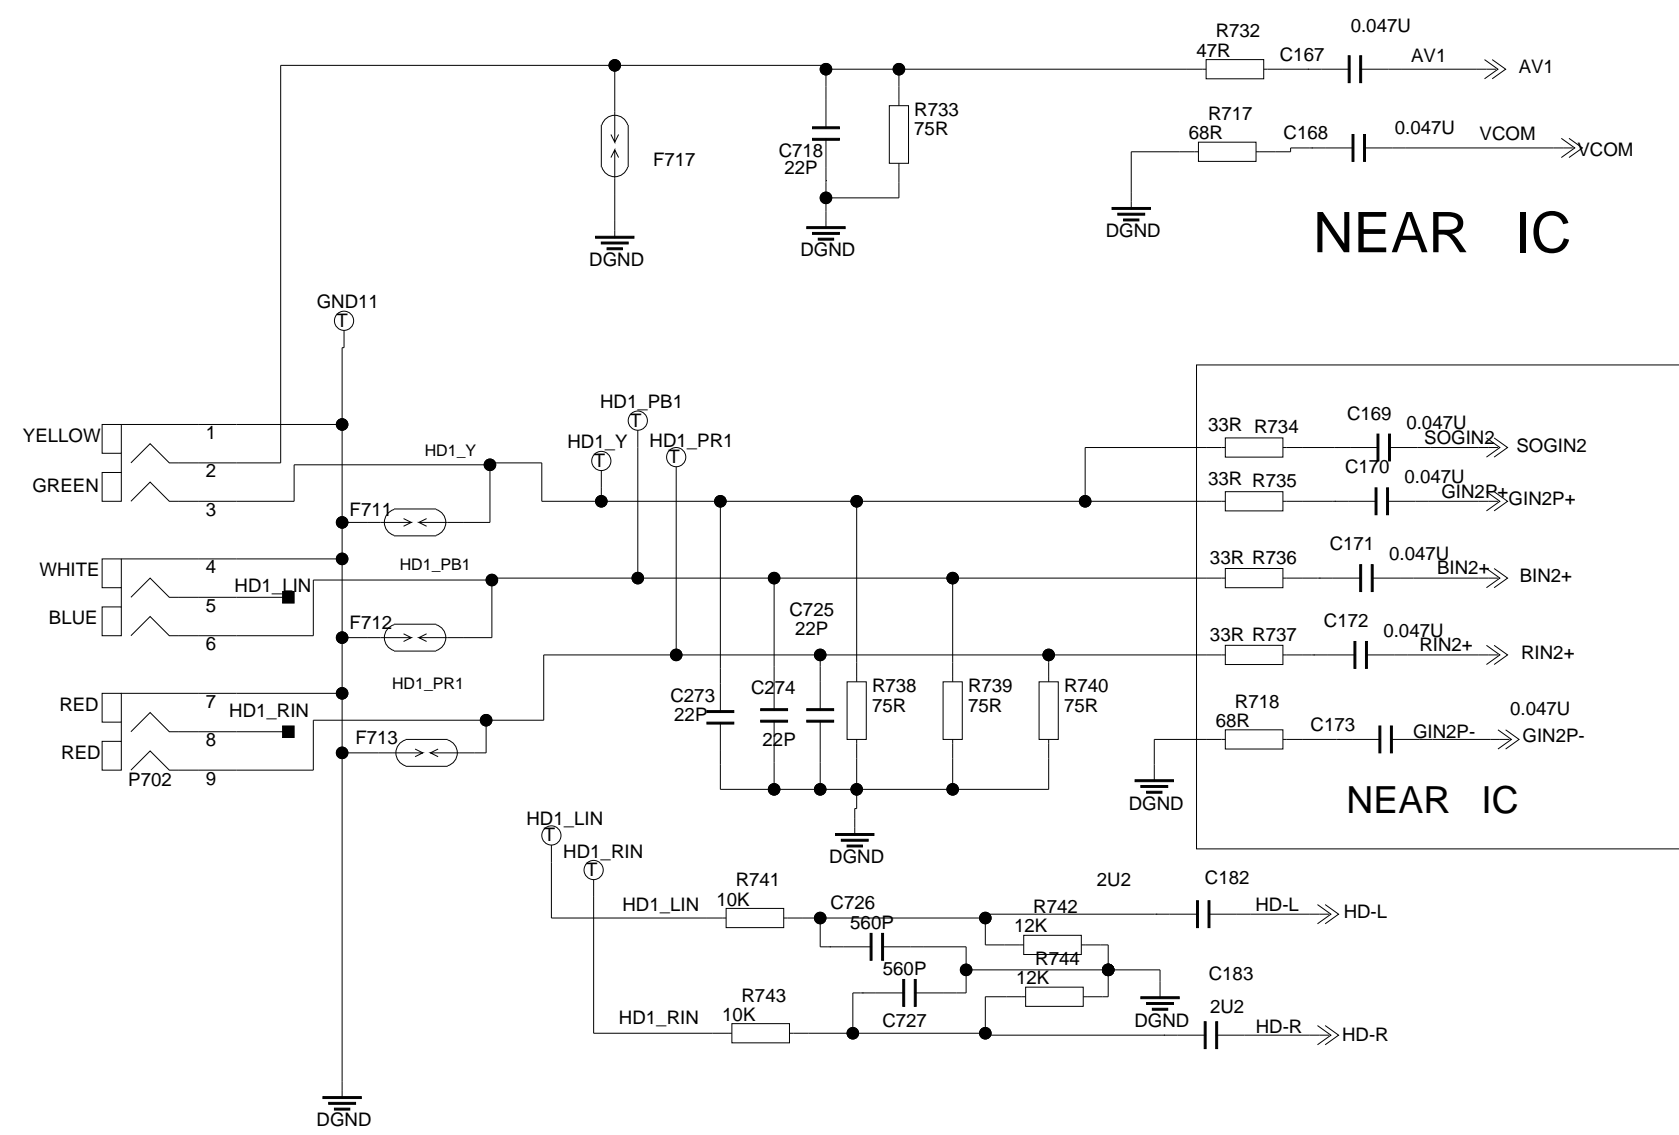 0.047U
R732
47R
C167
AV1
AV1
R717
68R
C168
0.047U
VCOM
VCOM
R733
75R
C718
22P
F717
DGND
DGND
DGND
NEAR IC
GND11
T
YELLOW
1
2
GREEN
3
HD1_Y
F711
HD1_PB1
T
HD1_Y
T
HD1_PR1
T
C169
33R R734
0.047U
SOGIN2
SOGIN2
C170
33R R735
0.047U
GIN2P+
GIN2P+
WHITE
4
HD1_LIN
5
BLUE
6
HD1_PB1
F712
C171
33R R736
0.047U
BIN2+
BIN2+
C725
22P
C172
33R R737
0.047U
RIN2+
RIN2+
RED
7
HD1_RIN
8
RED
P702
9
HD1_PR1
F713
C273
22P
C274
22P
R738
75R
R739
75R
R740
75R
R718
68R
C173
0.047U
GIN2P-
GIN2P-
DGND
NEAR IC
DGND
HD1_LIN
T
HD1_RIN
T
R741
10K
HD1_LIN
C726
560P
2U2
C182
HD-L
HD-L
R742
12K
R744
12K
560P
C727
R743
10K
HD1_RIN
DGND
C183
2U2
HD-R
HD-R
DGND